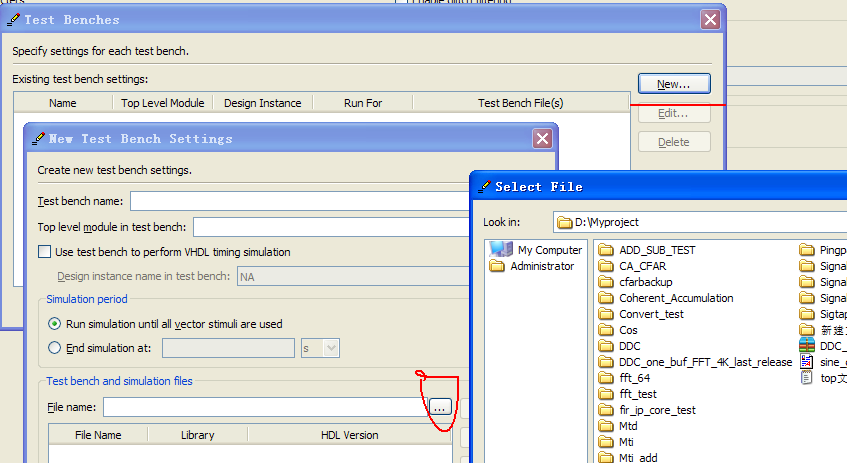 Test Benches
Specify settings for each test bench.
Existing test bench settings:
Name Top Level Module Design Instance Run For Test Bench File(s)
New...
Edit...
Delete
New Test Bench Settings
Create new test bench settings.
Test bench name:
Top level module in test bench:
Use test bench to perform VHDL timing simulation
Design instance name in test bench: NA
Simulation period
Run simulation until all vector stimuli are used
End simulation at: s
Test bench and simulation files
File name: ...
File Name Library HDL Version
Select File
Look in: D:\Myproject
My Computer
Administrator
ADD_SUB_TEST
CA_CFAR
cfarbackup
Coherent_Accumulation
Convert_test
Cos
DDC
DDC_one_buf_FFT_4K_last_release
fft_64
fft_test
fir_ip_core_test
Mtd
Mti
Mti_add
Pingp
Signal
Signal
Signal
Sigtap
新建
DDC_
sine_
top文